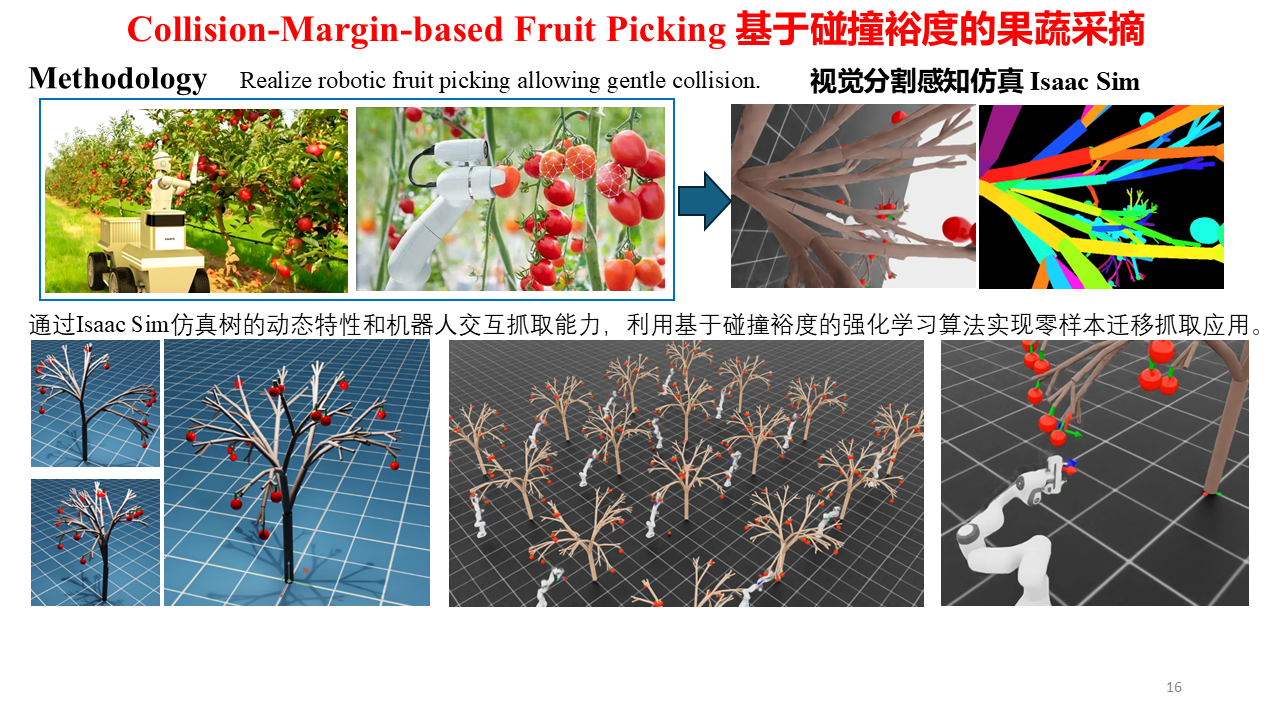 Collision-Margin-based Fruit Picking 基于碰撞裕度的果蔬采摘
Methodology
Realize robotic fruit picking allowing gentle collision.
视觉分割感知仿真 Isaac Sim
通过Isaac Sim仿真树的动态特性和机器人交互抓取能力，利用基于碰撞裕度的强化学习算法实现零样本迁移抓取应用。
16